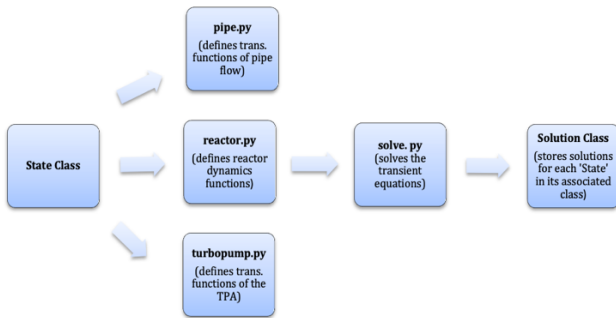 pipe.py
(defines trans.
functions of pipe
flow)
State Class
reactor.py
(defines reactor
dynamics
functions)
solve. py
(solves the
transient
equations)
Solution Class
(stores solutions
for each 'State'
in its associated
class)
turbopump.py
(defines trans.
functions of the
TPA)